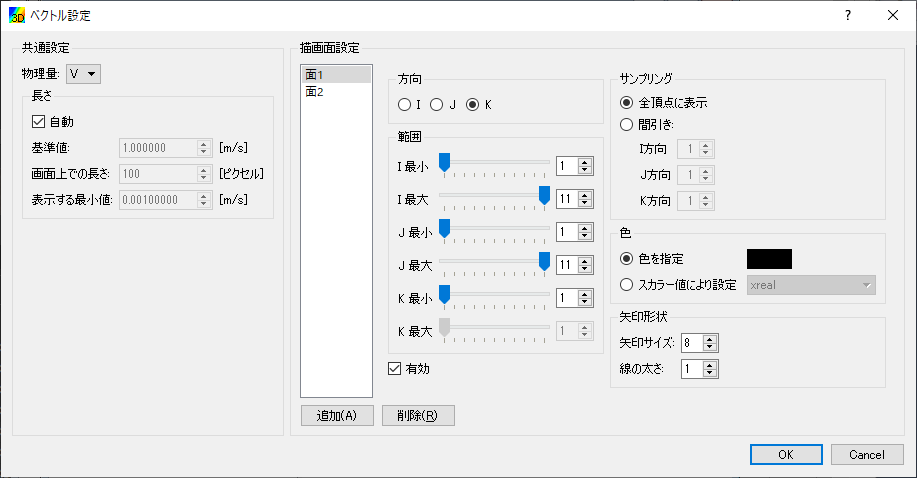 3D ベクトル設定
共通設定
物理量: V
長さ
自動
基準値: 1.000000 [m/s]
画面上での長さ: 100 [ピクセル]
表示する最小値: 0.00100000 [m/s]
描画面設定
面1
面2
追加(A)
削除(R)
方向
I J K
範囲
I 最小 1
I 最大 11
J 最小 1
J 最大 11
K 最小 1
K 最大 1
有効
サンプリング
全頂点に表示
間引き:
I方向 1
J方向 1
K方向 1
色
色を指定
スカラー値により設定 xreal
矢印形状
矢印サイズ: 8
線の太さ: 1
OK
Cancel